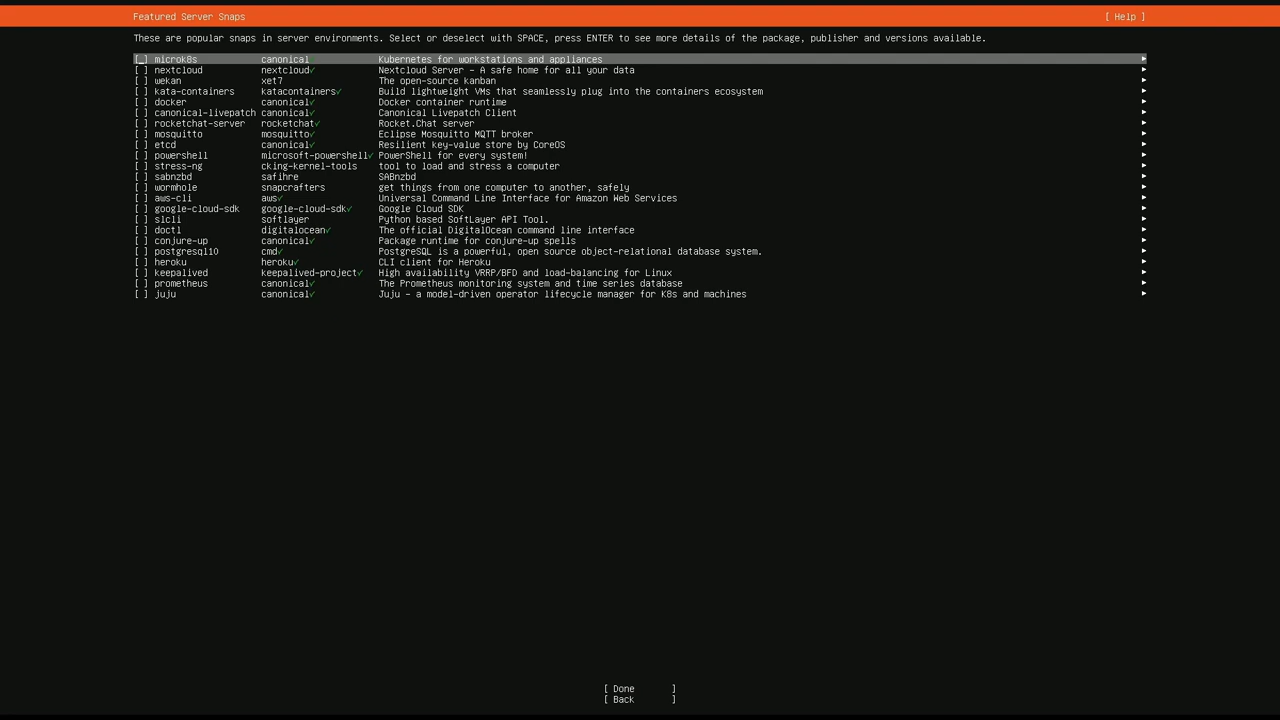 Featured Server Snaps [ Help ]
These are popular snaps in server environments. Select or deselect with SPACE, press ENTER to see more details of the package, publisher and versions available.
[ ] microk8s canonical✓ Kubernetes for workstations and appliances ▸
[ ] nextcloud nextcloud✓ Nextcloud Server - A safe home for all your data ▸
[ ] wekan xet7 The open-source kanban ▸
[ ] kata-containers katacontainers✓ Build lightweight VMs that seamlessly plug into the containers ecosystem ▸
[ ] docker canonical✓ Docker container runtime ▸
[ ] canonical-livepatch canonical✓ Canonical Livepatch Client ▸
[ ] rocketchat-server rocketchat✓ Rocket.Chat server ▸
[ ] mosquitto mosquitto✓ Eclipse Mosquitto MQTT broker ▸
[ ] etcd canonical✓ Resilient key-value store by CoreOS ▸
[ ] powershell microsoft-powershell✓ PowerShell for every system! ▸
[ ] stress-ng cking-kernel-tools tool to load and stress a computer ▸
[ ] sabnzbd safihre SABnzbd ▸
[ ] wormhole snapcrafters get things from one computer to another, safely ▸
[ ] aws-cli aws✓ Universal Command Line Interface for Amazon Web Services ▸
[ ] google-cloud-sdk google-cloud-sdk✓ Google Cloud SDK ▸
[ ] slcli softlayer Python based SoftLayer API Tool. ▸
[ ] doctl digitalocean✓ The official DigitalOcean command line interface ▸
[ ] conjure-up canonical✓ Package runtime for conjure-up spells ▸
[ ] postgresql10 cmd✓ PostgreSQL is a powerful, open source object-relational database system. ▸
[ ] heroku heroku✓ CLI client for Heroku ▸
[ ] keepalived keepalived-project✓ High availability VRRP/BFD and load-balancing for Linux ▸
[ ] prometheus canonical✓ The Prometheus monitoring system and time series database ▸
[ ] juju canonical✓ Juju - a model-driven operator lifecycle manager for K8s and machines ▸
[ Done ]
[ Back ]